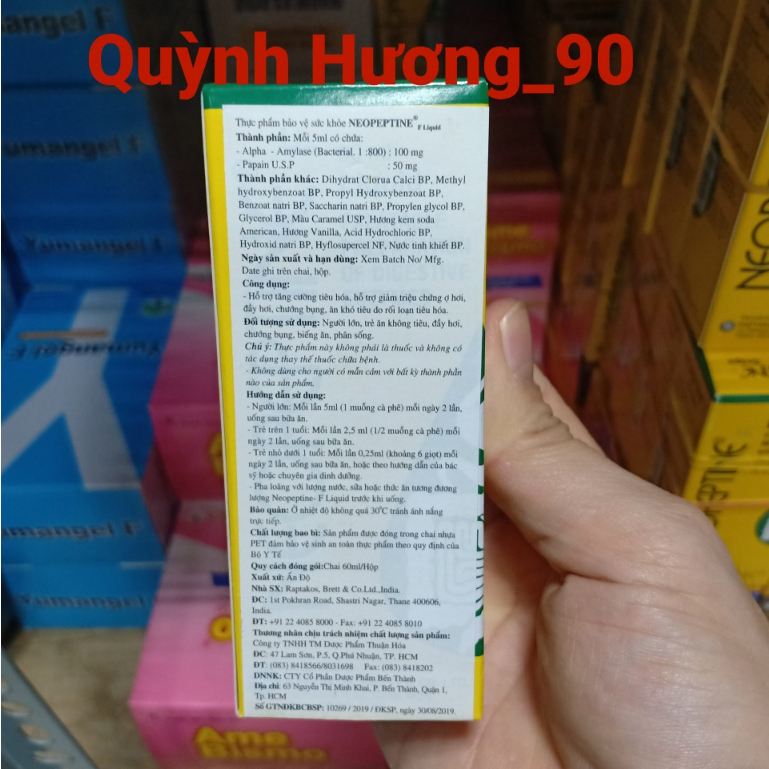 Quỳnh Hương_90
Thực phẩm bảo vệ sức khỏe NEOPEPTINE® F Liquid
Thành phần: Mỗi 5ml có chứa:
- Alpha - Amylase (Bacterial. 1 :800) : 100 mg
- Papain U.S.P : 50 mg
Thành phần khác: Dihydrat Clorua Calci BP, Methyl
hydroxybenzoat BP, Propyl Hydroxybenzoat BP,
Benzoat natri BP, Saccharin natri BP, Propylen glycol BP,
Glycerol BP, Màu Caramel USP, Hương kem soda
American, Hương Vanilla, Acid Hydrochloric BP,
Hydroxid natri BP, Hyflosupercel NF, Nước tinh khiết BP.
Ngày sản xuất và hạn dùng: Xem Batch No/ Mfg.
Date ghi trên chai, hộp.
Công dụng:
- Hỗ trợ tăng cường tiêu hóa, hỗ trợ giảm triệu chứng ợ hơi,
đầy hơi, chướng bụng, ăn khó tiêu do rối loạn tiêu hóa.
Đối tượng sử dụng: Người lớn, trẻ ăn không tiêu, đầy hơi,
chướng bụng, biếng ăn, phân sống.
Chú ý: Thực phẩm này không phải là thuốc và không có
tác dụng thay thế thuốc chữa bệnh.
- Không dùng cho người có mẫn cảm với bất kỳ thành phần
nào của sản phẩm.
Hướng dẫn sử dụng:
- Người lớn: Mỗi lần 5ml (1 muỗng cà phê) mỗi ngày 2 lần,
uống sau bữa ăn.
- Trẻ trên 1 tuổi: Mỗi lần 2,5 ml (1/2 muỗng cà phê) mỗi
ngày 2 lần, uống sau bữa ăn.
- Trẻ nhỏ dưới 1 tuổi: Mỗi lần 0,25ml (khoảng 6 giọt) mỗi
ngày 2 lần, uống sau bữa ăn, hoặc theo hướng dẫn của bác
sỹ hoặc chuyên gia dinh dưỡng.
- Pha loãng với lượng nước, sữa hoặc thức ăn tương đương
lượng Neopeptine- F Liquid trước khi uống.
Bảo quản: Ở nhiệt độ không quá 30°C tránh ánh nắng
trực tiếp.
Chất lượng bao bì: Sản phẩm được đóng trong chai nhựa
PET đảm bảo vệ sinh an toàn thực phẩm theo quy định của
Bộ Y Tế
Quy cách đóng gói:Chai 60ml/Hộp
Xuất xứ: Ấn Độ
Nhà SX: Raptakos, Brett & Co.Ltd.,India.
ĐC: 1st Pokhran Road, Shastri Nagar, Thane 400606,
India.
ĐT: +91 22 4085 8000 - Fax: +91 22 4085 8010
Thương nhân chịu trách nhiệm chất lượng sản phẩm:
Công ty TNHH TM Dược Phẩm Thuận Hóa
ĐC: 47 Lam Sơn, P.5, Q.Phú Nhuận, TP. HCM
ĐT: (083) 8418566/8031698 Fax: (083) 8418202
DNNK: CTY Cổ Phần Dược Phẩm Bến Thành
Địa chỉ: 63 Nguyễn Thị Minh Khai, P. Bến Thành, Quận 1,
Tp. HCM
Số GTNĐKBCBSP: 10269 / 2019 / ĐKSP, ngày 30/08/2019.
Yumangel F
Yumangel F
Yumangel F
Ame
Bismo